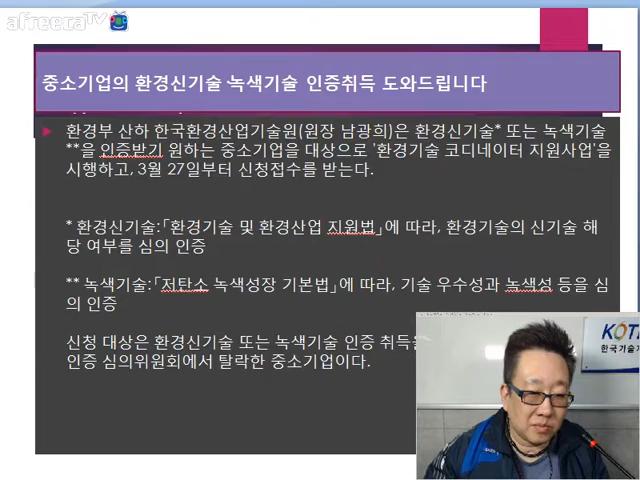 afreecaTV
중소기업의 환경신기술·녹색기술 인증취득 도와드립니다
환경부 산하 한국환경산업기술원(원장 남광희)은 환경신기술* 또는 녹색기술
**을 인증받기 원하는 중소기업을 대상으로 '환경기술 코디네이터 지원사업'을
시행하고, 3월 27일부터 신청접수를 받는다.
* 환경신기술:「환경기술 및 환경산업 지원법」에 따라, 환경기술의 신기술 해
당 여부를 심의 인증
** 녹색기술:「저탄소 녹색성장 기본법」에 따라, 기술 우수성과 녹색성 등을 심
의 인증
신청 대상은 환경신기술 또는 녹색기술 인증 취득을
인증 심의위원회에서 탈락한 중소기업이다.
한국기술